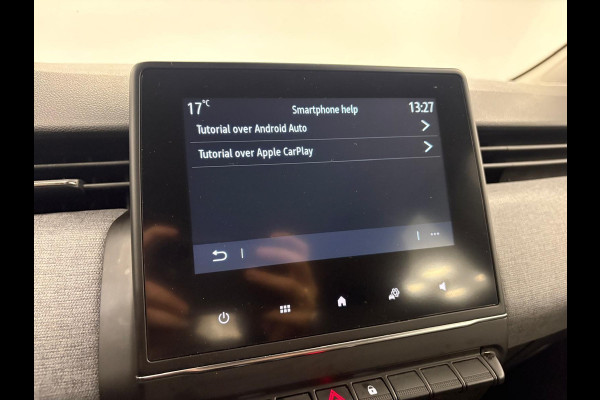 17°C Smartphone help 13:27
Tutorial over Android Auto
Tutorial over Apple CarPlay